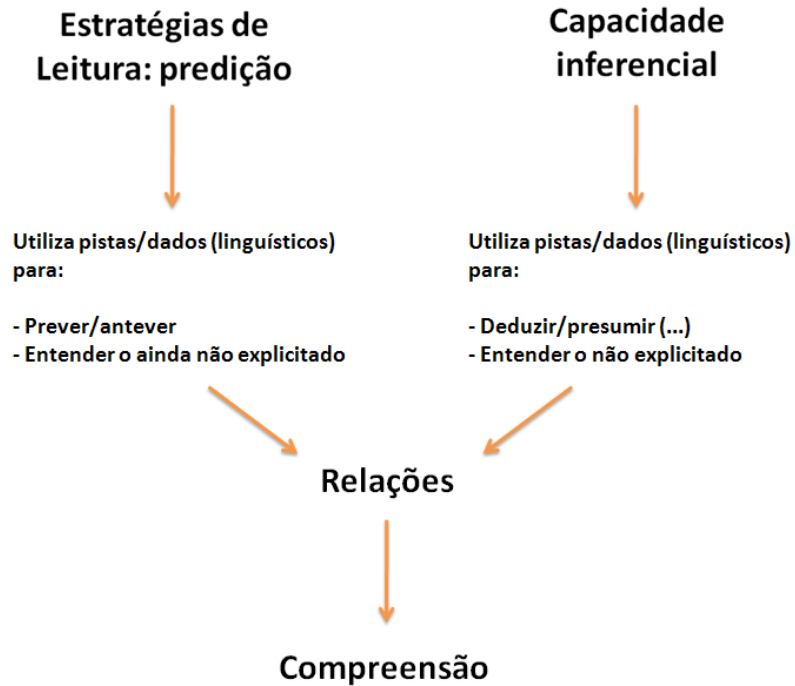 Estratégias de
Leitura: predição
Capacidade
inferencial
Utiliza pistas/dados (linguísticos)
para:
- Prever/antever
- Entender o ainda não explicitado
Utiliza pistas/dados (linguísticos)
para:
- Deduzir/presumir (...)
- Entender o não explicitado
Relações
Compreensão